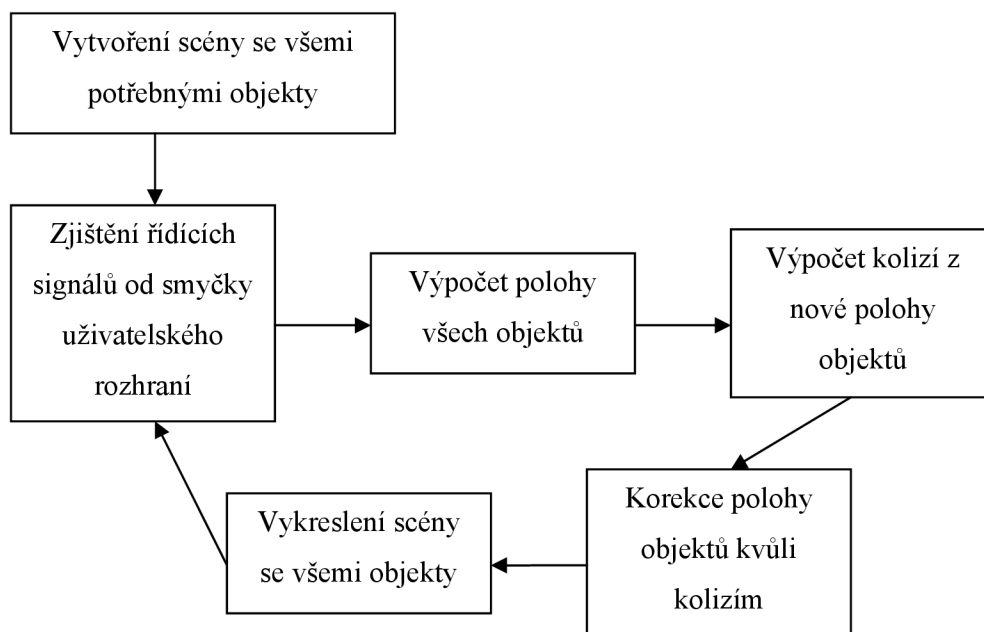 Vytvoření scény se všemi
potřebnými objekty
Zjištění řídících
signálů od smyčky
uživatelského
rozhraní
Výpočet polohy
všech objektů
Výpočet kolizí z
nové polohy
objektů
Korekce polohy
objektů kvůli
kolizím
Vykreslení scény
se všemi objekty